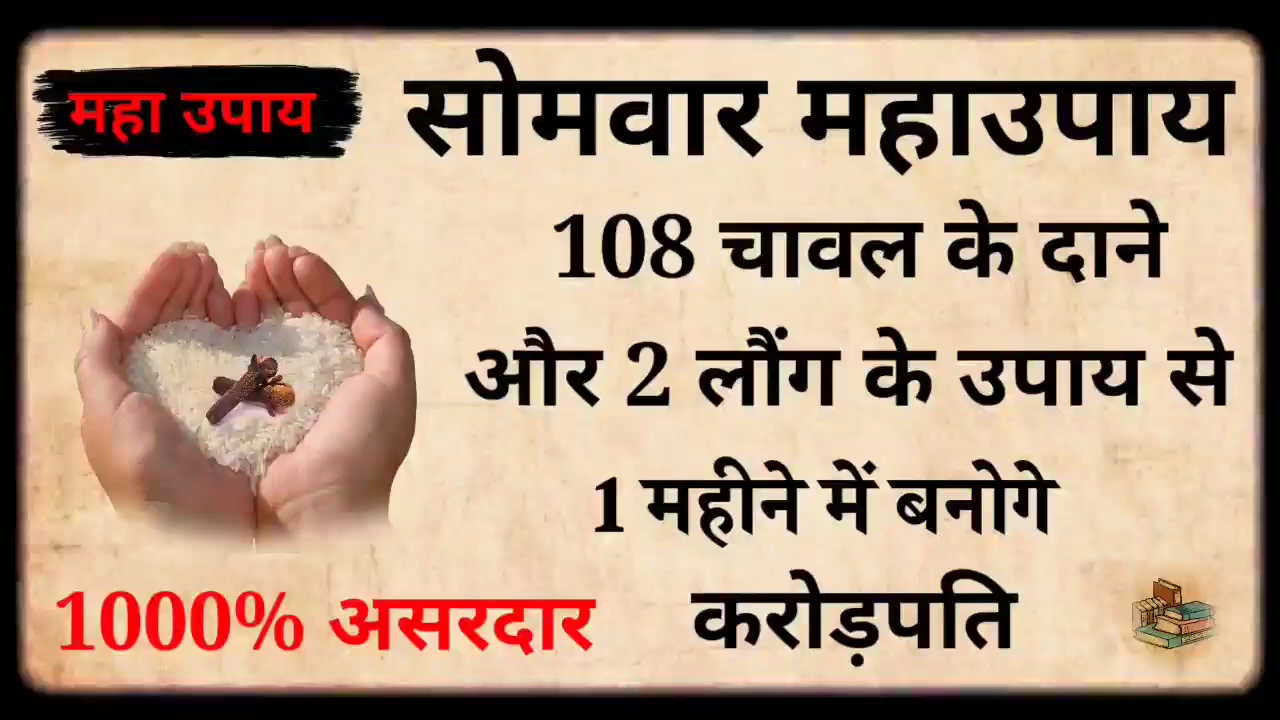 महा उपाय
सोमवार महाउपाय
108 चावल के दाने
और 2 लौंग के उपाय से
1 महीने में बनोगे
करोड़पति
1000% असरदार